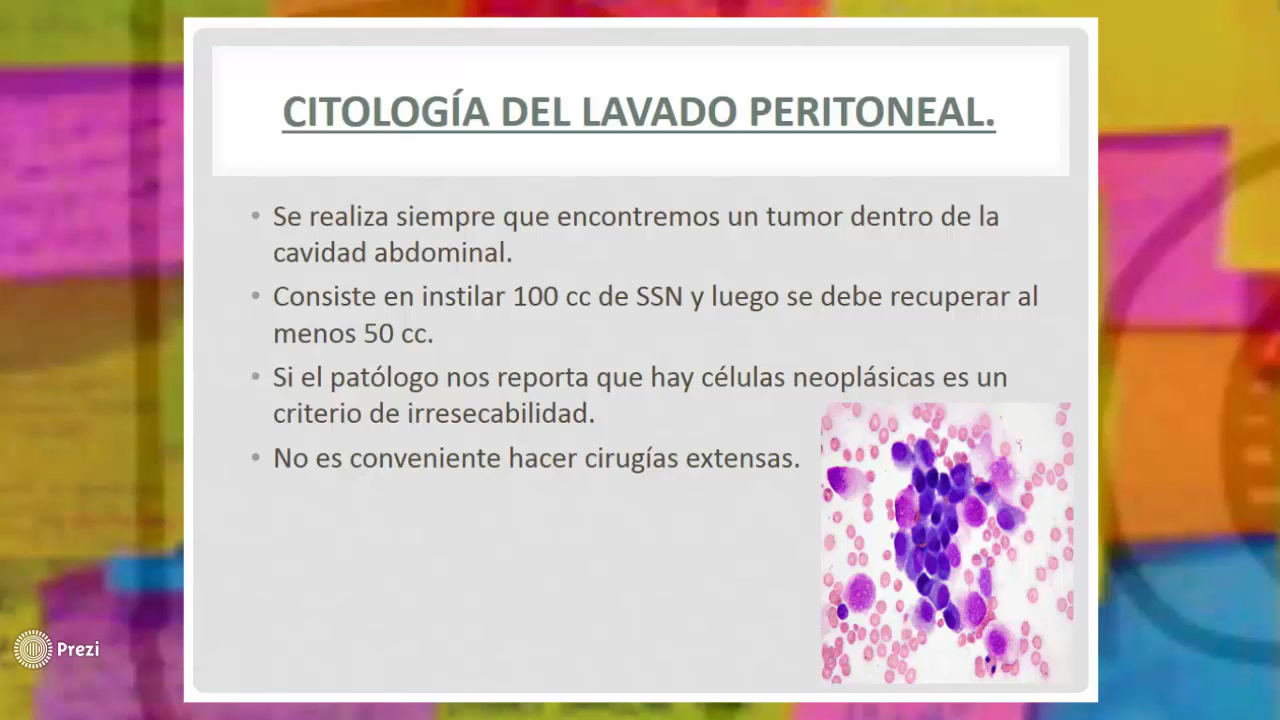 CITOLOGÍA DEL LAVADO PERITONEAL.
• Se realiza siempre que encontremos un tumor dentro de la
cavidad abdominal.
• Consiste en instilar 100 cc de SSN y luego se debe recuperar al
menos 50 cc.
• Si el patólogo nos reporta que hay células neoplásicas es un
criterio de irresecabilidad.
• No es conveniente hacer cirugías extensas.
Prezi